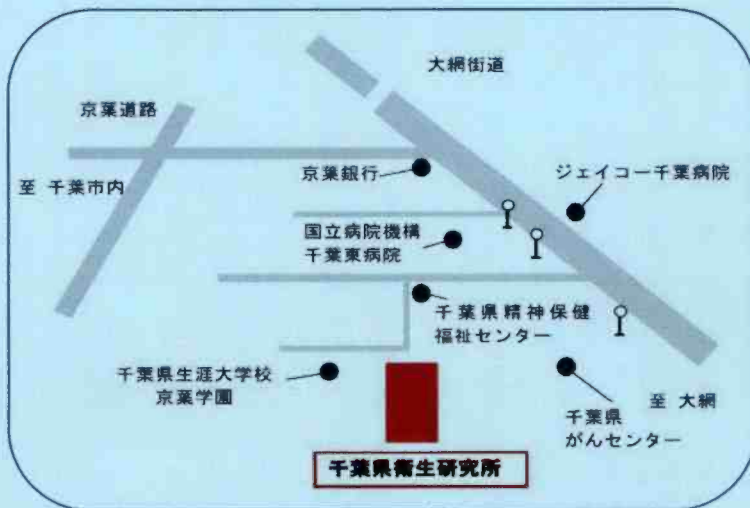 大網街道
京葉道路
京葉銀行
ジェイコー千葉病院
至 千葉市内
国立病院機構
千葉東病院
千葉県精神保健
福祉センター
千葉県生涯大学校
京葉学園
至 大網
千葉県
がんセンター
千葉県衛生研究所